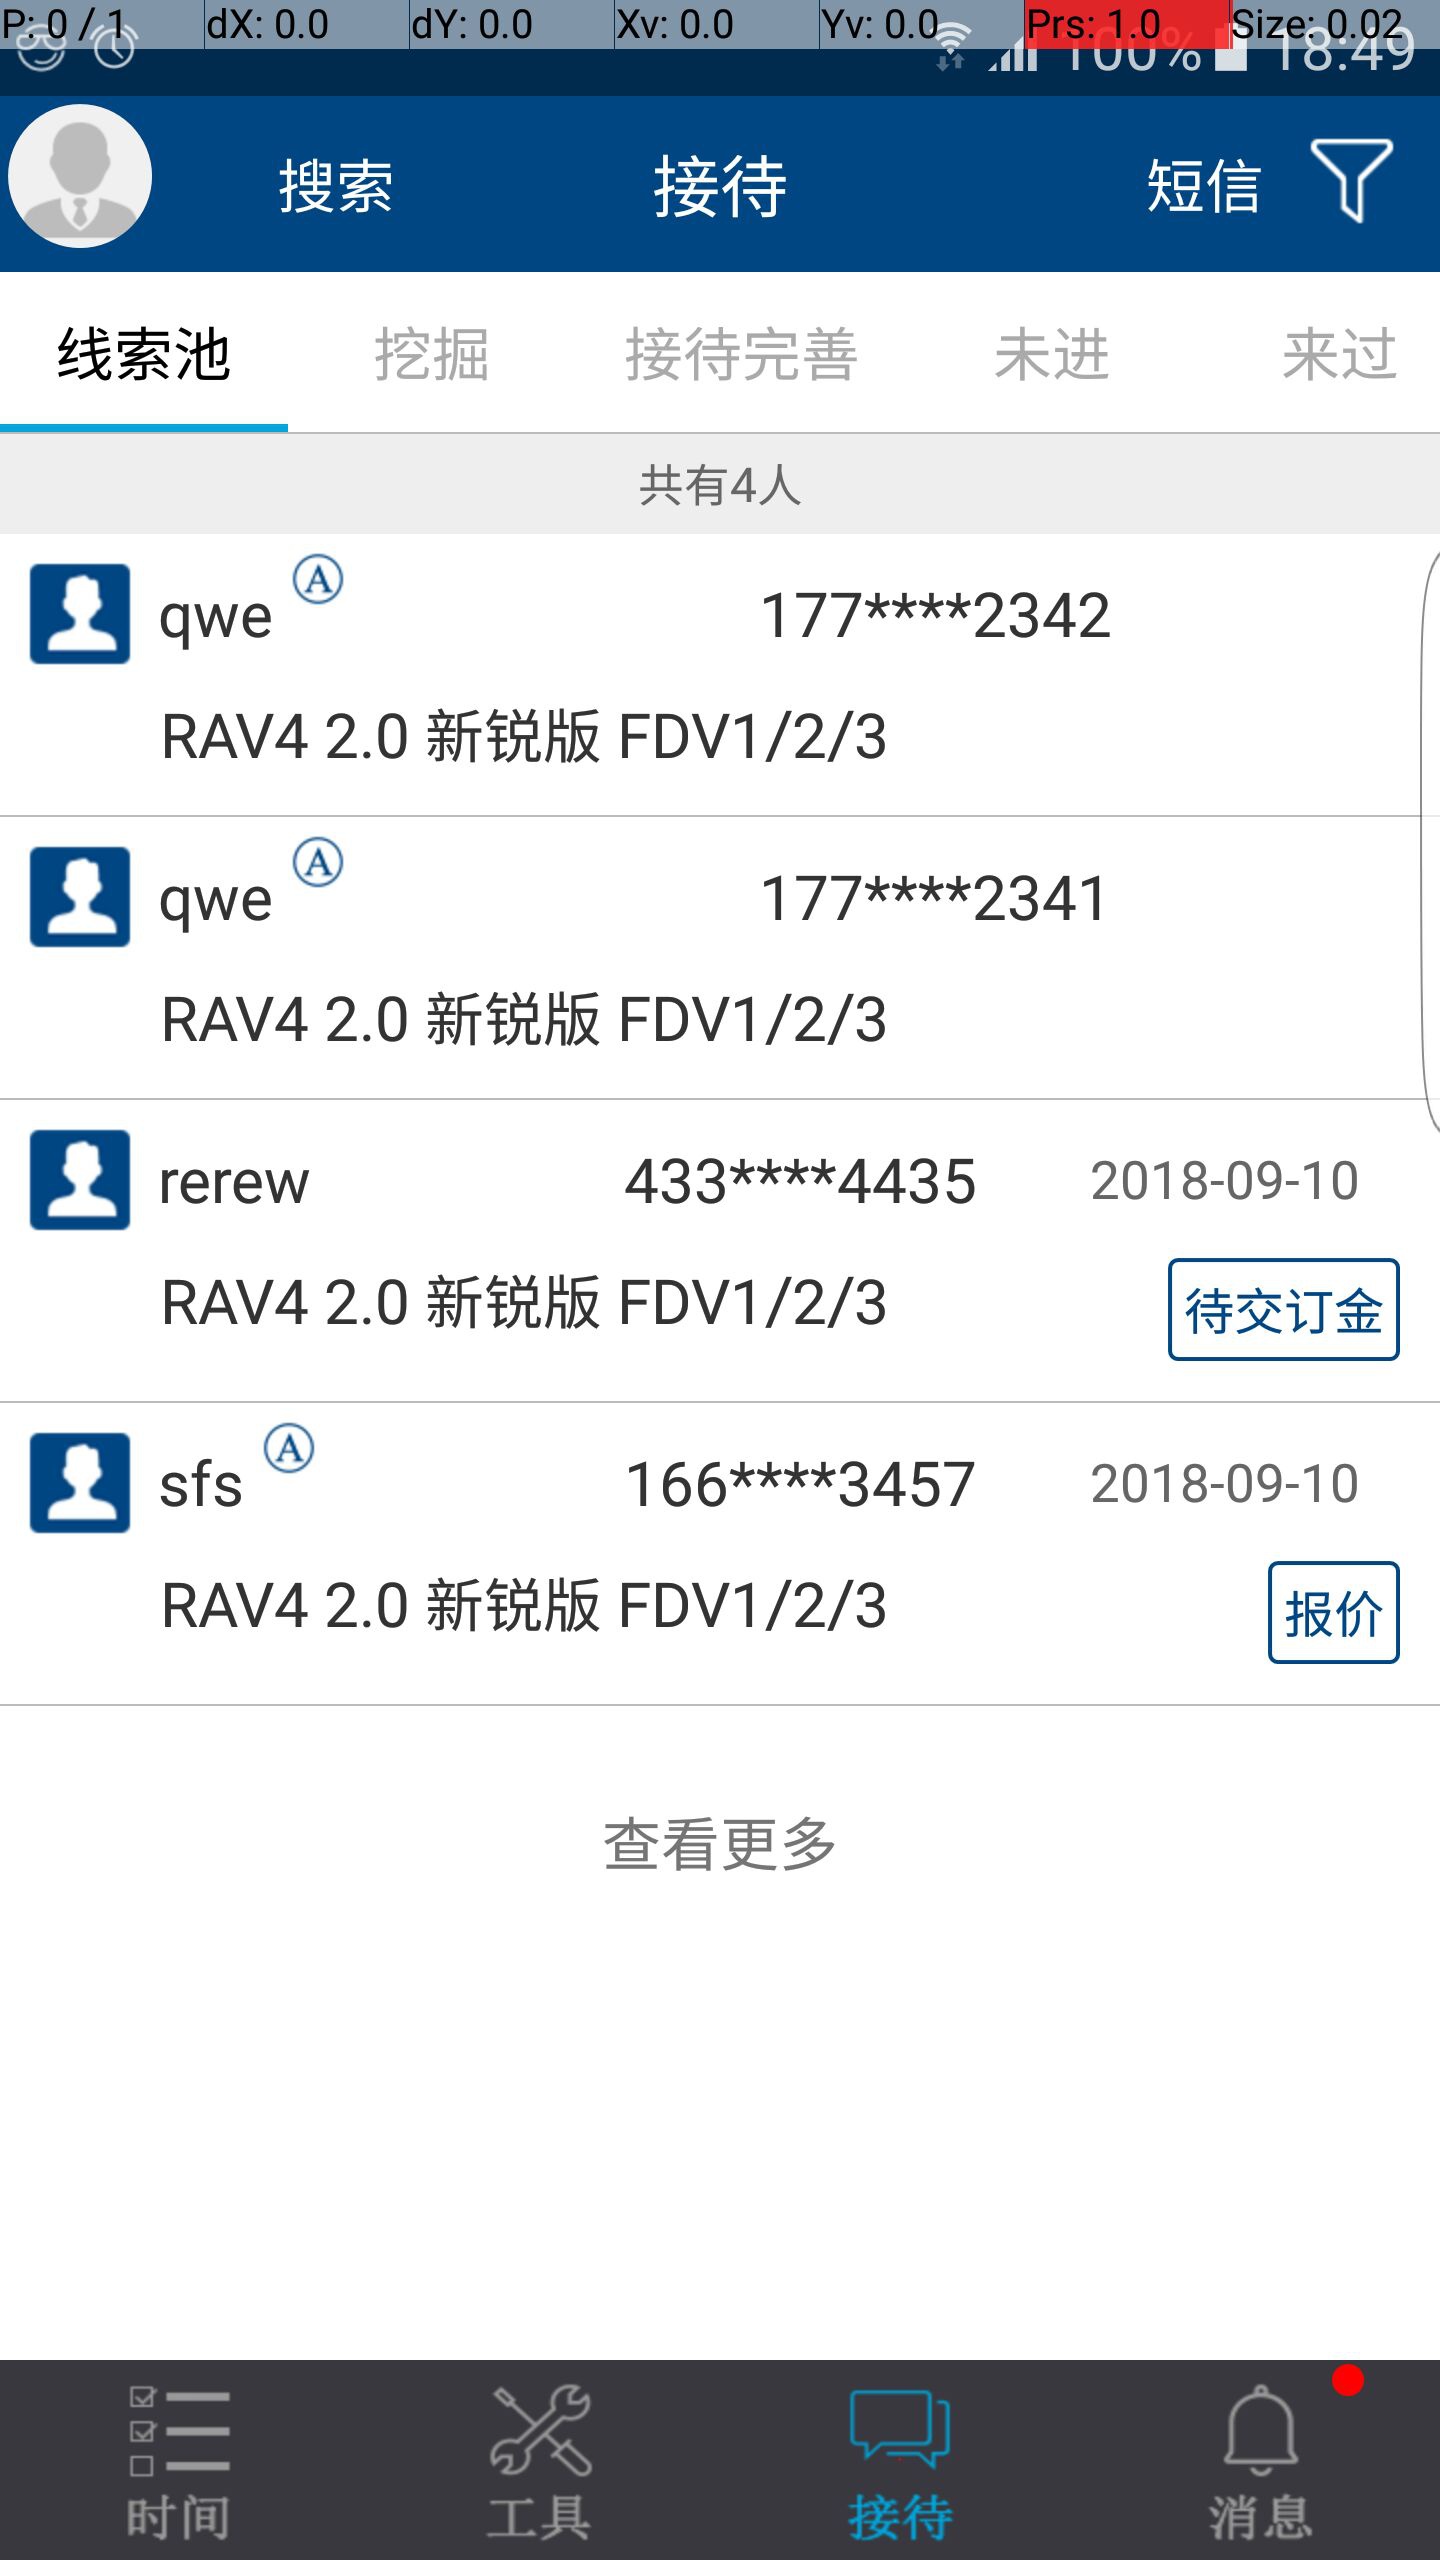 P: 0 / 1 dX: 0.0 dY: 0.0 Xv: 0.0 Yv: 0.0 Prs: 1.0 Size: 0.02
100% 18:49
搜索 接待 短信
线索池 挖掘 接待完善 未进 来过
共有4人
qwe A 177****2342
RAV4 2.0 新锐版 FDV1/2/3
qwe A 177****2341
RAV4 2.0 新锐版 FDV1/2/3
rerew 433****4435 2018-09-10
RAV4 2.0 新锐版 FDV1/2/3 待交订金
sfs A 166****3457 2018-09-10
RAV4 2.0 新锐版 FDV1/2/3 报价
查看更多
时间 工具 接待 消息